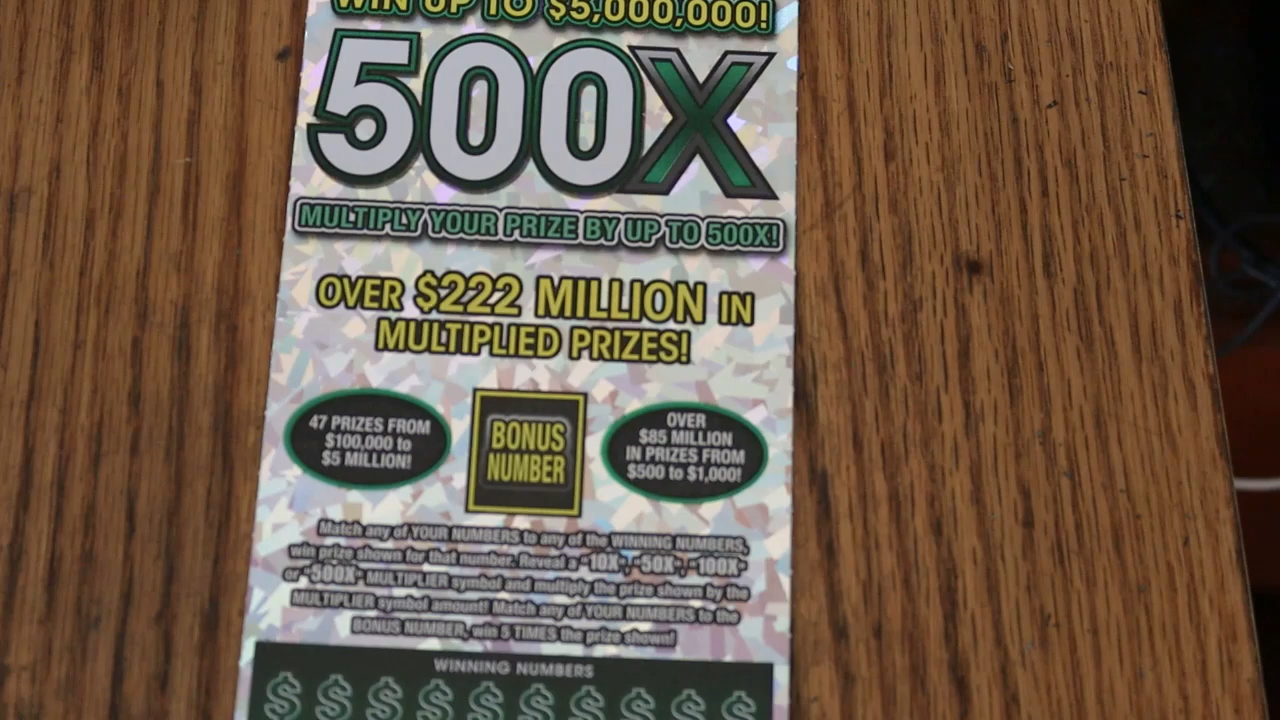 WIN UP TO $5,000,000!
500X
MULTIPLY YOUR PRIZE BY UP TO 500X!
OVER $222 MILLION IN
MULTIPLIED PRIZES!
47 PRIZES FROM
$100,000 to
$5 MILLION!
BONUS
NUMBER
OVER
$85 MILLION
IN PRIZES FROM
$500 to $1,000!
Match any of YOUR NUMBERS to any of the WINNING NUMBERS,
win prize shown for that number. Reveal a "10X", "50X", "100X"
or "500X" MULTIPLIER symbol and multiply the prize shown by the
MULTIPLIER symbol amount! Match any of YOUR NUMBERS to the
BONUS NUMBER, win 5 TIMES the prize shown!
WINNING NUMBERS
$ $ $ $ $ $ $ $ $ $